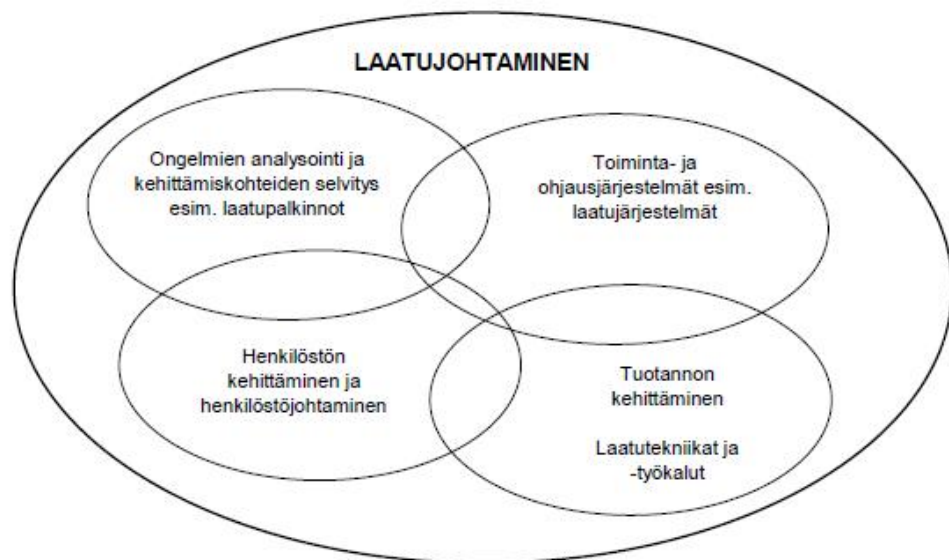 LAATUJOHTAMINEN
Ongelmien analysointi ja
kehittämiskohteiden selvitys
esim. laatupalkinnot
Toiminta- ja
ohjausjärjestelmät esim.
laatujärjestelmät
Henkilöstön
kehittäminen ja
henkilöstöjohtaminen
Tuotannon
kehittäminen
Laatutekniikat ja
-työkalut